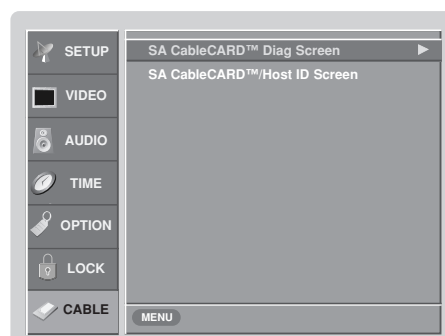 SETUP
VIDEO
AUDIO
TIME
OPTION
LOCK
CABLE
SA CableCARD™ Diag Screen
SA CableCARD™/Host ID Screen
MENU